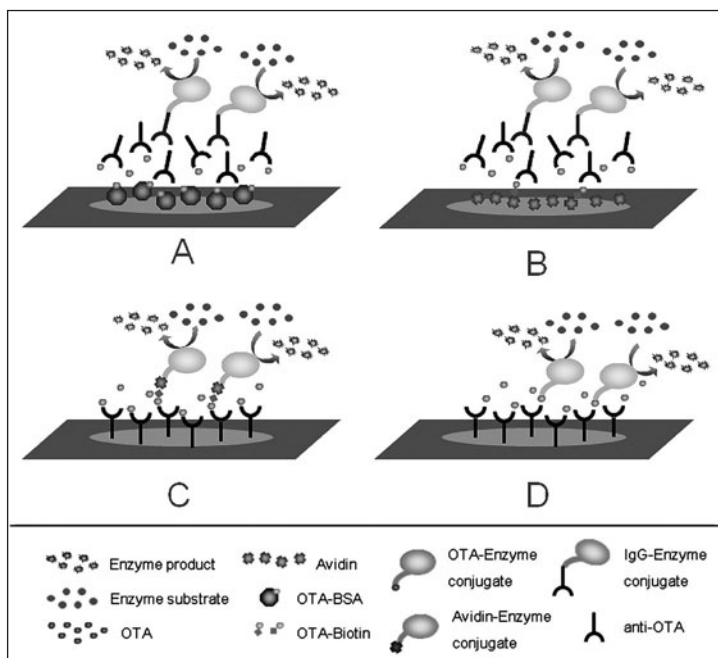 A
B
C
D
Enzyme product
Avidin
OTA-Enzyme
conjugate
IgG-Enzyme
conjugate
Enzyme substrate
OTA-BSA
OTA
OTA-Biotin
Avidin-Enzyme
conjugate
anti-OTA